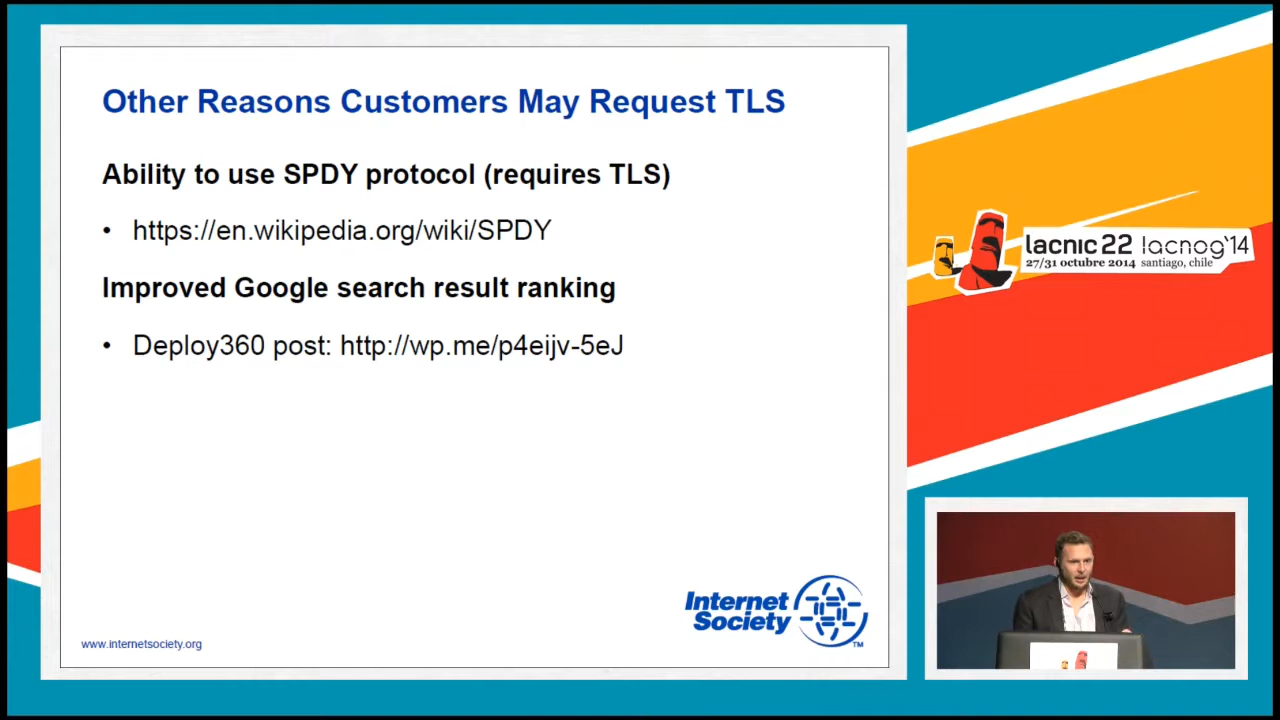 Other Reasons Customers May Request TLS
Ability to use SPDY protocol (requires TLS)
• https://en.wikipedia.org/wiki/SPDY
Improved Google search result ranking
• Deploy360 post: http://wp.me/p4eijv-5eJ
www.internetsociety.org
Internet
Society
TM
lacnic 22 lacnog'14
27/31 octubre 2014 santiago, chile